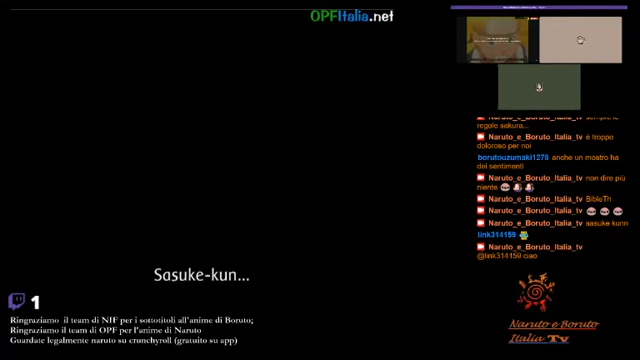 OPFItalia.net
Naruto_e_Boruto_Italia_tv sempre le
regole sakura...
Naruto_e_Boruto_Italia_tv è troppo
doloroso per noi
borutouzumaki1278 anche un mostro ha
dei sentimenti
Naruto_e_Boruto_Italia_tv non dire più
niente
Naruto_e_Boruto_Italia_tv BibleTh
Naruto_e_Boruto_Italia_tv
Naruto_e_Boruto_Italia_tv sasuke kunn
link314159
Naruto_e_Boruto_Italia_tv
@link314159 ciao
Sasuke-kun...
1
Ringraziamo il team di NIF per i sottotitoli all'anime di Boruto;
Ringraziamo il team di OPF per l'anime di Naruto
Guardate legalmente naruto su crunchyroll (gratuito su app)
Naruto e Boruto
Italia Tv